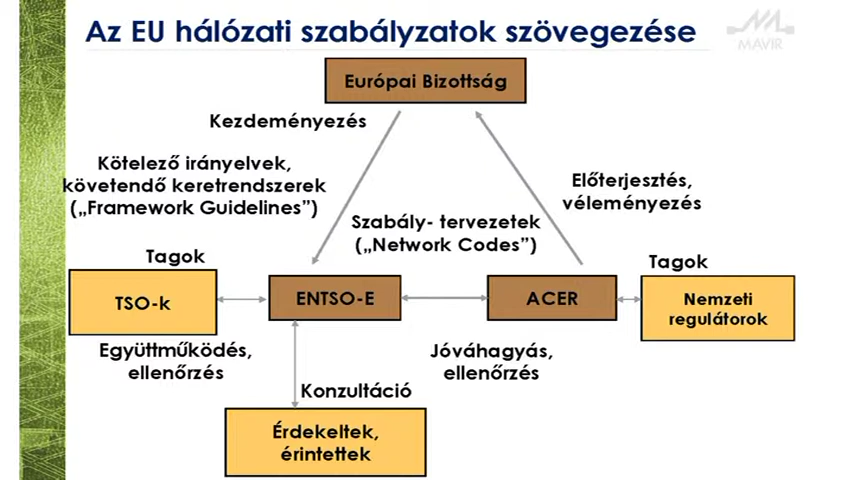 Az EU hálózati szabályzatok szövegezése
MAVIR
Európai Bizottság
Kezdeményezés
Kötelező irányelvek,
követendő keretrendszerek
(„Framework Guidelines”)
Előterjesztés,
véleményezés
Szabály- tervezetek
(„Network Codes”)
Tagok
Tagok
TSO-k
ENTSO-E
ACER
Nemzeti
regulátorok
Együttműködés,
ellenőrzés
Jóváhagyás,
ellenőrzés
Konzultáció
Érdekeltek,
érintettek